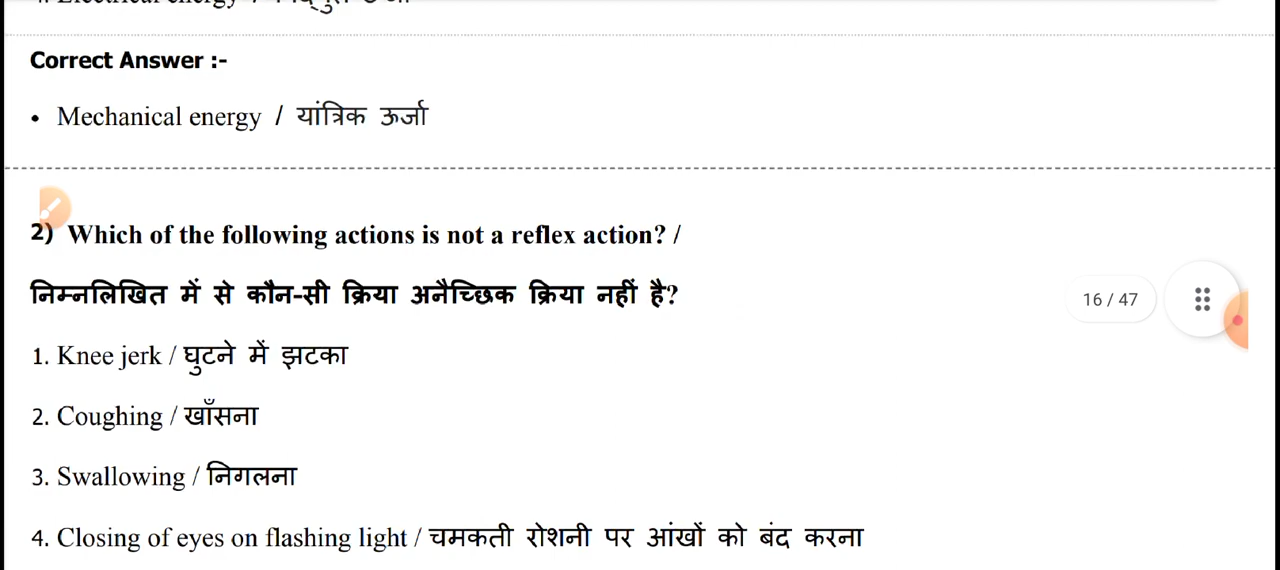 Correct Answer :-
• Mechanical energy / यांत्रिक ऊर्जा
2) Which of the following actions is not a reflex action? /
निम्नलिखित में से कौन-सी क्रिया अनैच्छिक क्रिया नहीं है?
16 / 47
1. Knee jerk / घुटने में झटका
2. Coughing / खाँसना
3. Swallowing / निगलना
4. Closing of eyes on flashing light / चमकती रोशनी पर आंखों को बंद करना